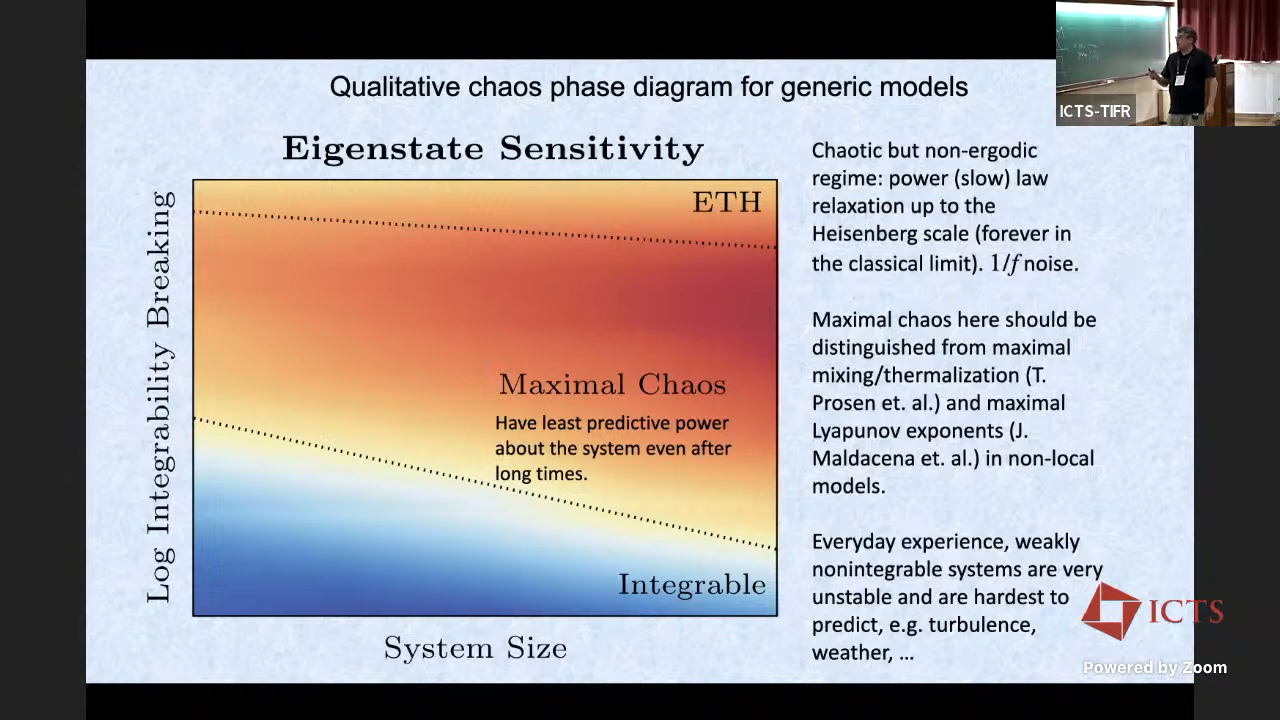 Qualitative chaos phase diagram for generic models
ICTS-TIFR
Eigenstate Sensitivity
Log Integrability Breaking
ETH
Maximal Chaos
Have least predictive power
about the system even after
long times.
Integrable
System Size
Chaotic but non-ergodic
regime: power (slow) law
relaxation up to the
Heisenberg scale (forever in
the classical limit). 1/f noise.
Maximal chaos here should be
distinguished from maximal
mixing/thermalization (T.
Prosen et. al.) and maximal
Lyapunov exponents (J.
Maldacena et. al.) in non-local
models.
Everyday experience, weakly
nonintegrable systems are very
unstable and are hardest to
predict, e.g. turbulence,
weather, ...
ICTS
Powered by Zoom